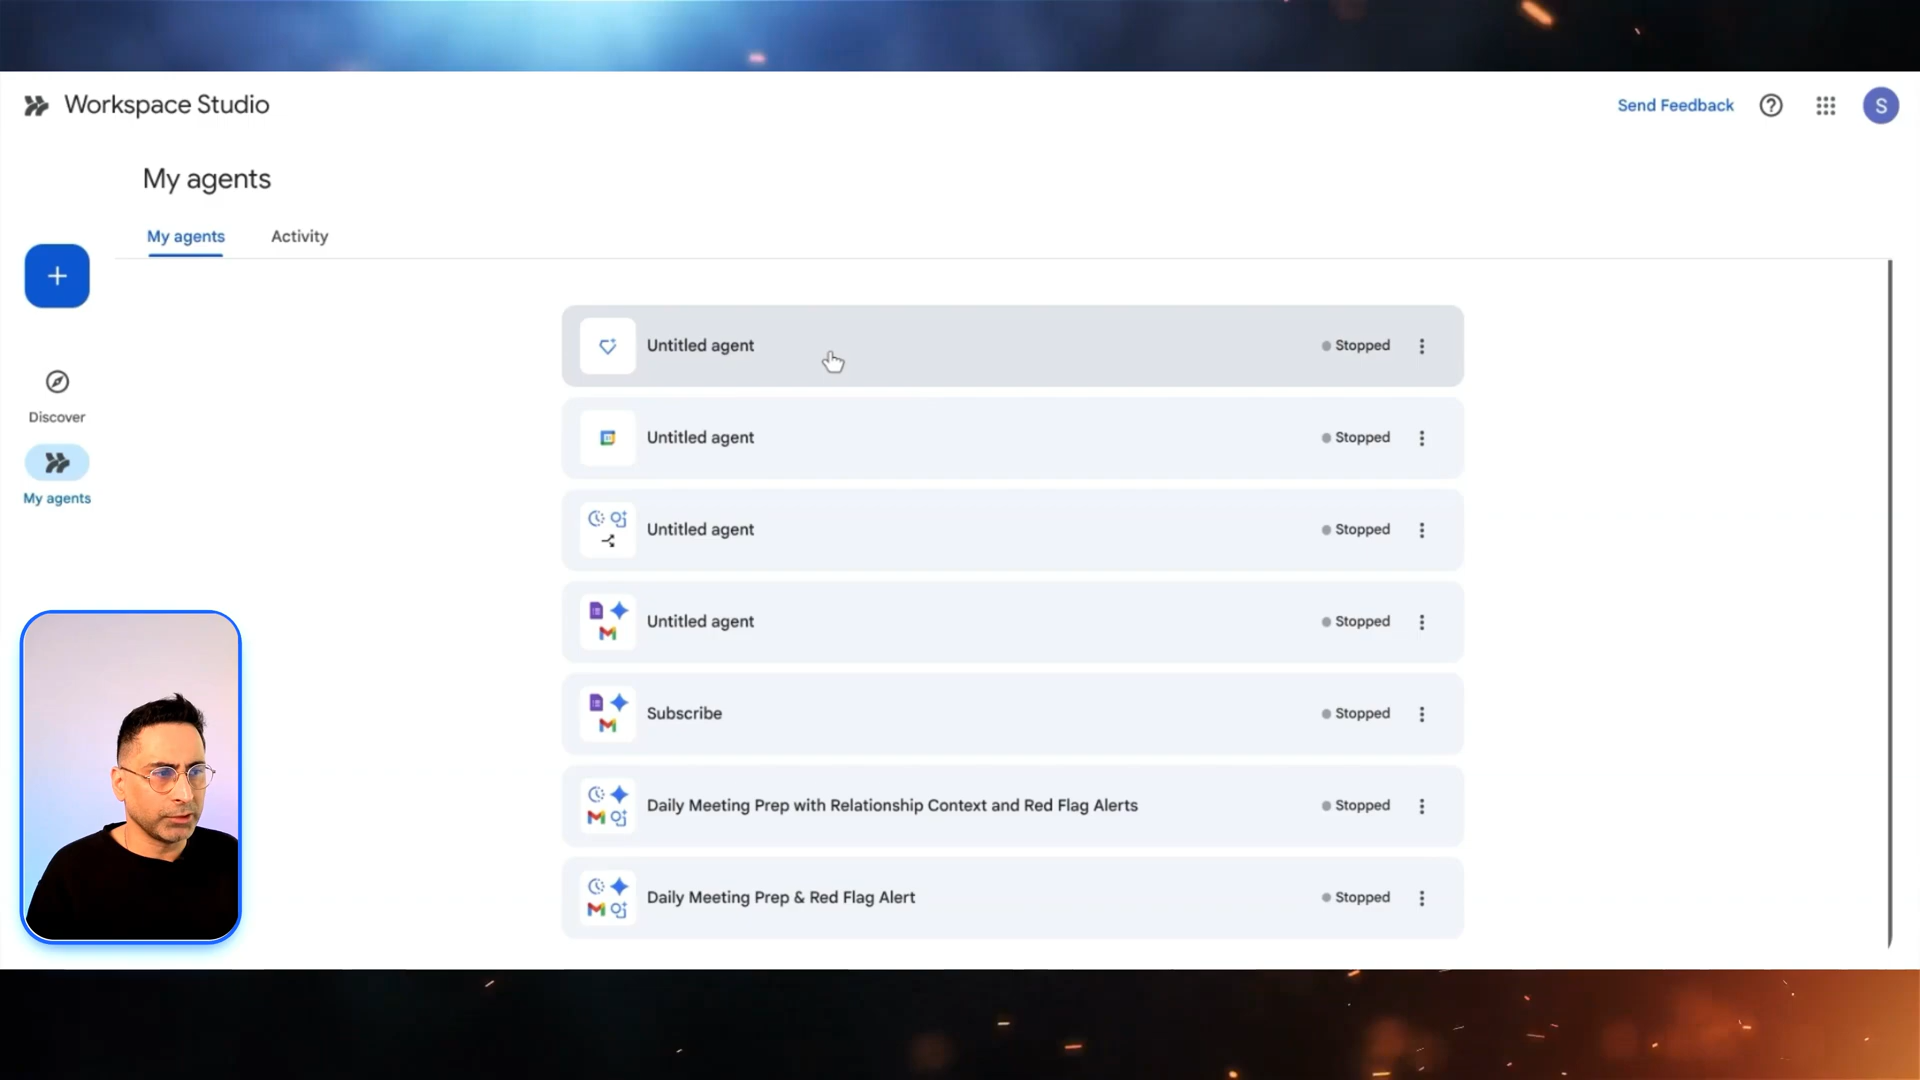 Workspace Studio
Send Feedback
S
My agents
My agents
Activity
Discover
My agents
Untitled agent
Stopped
Untitled agent
Stopped
Untitled agent
Stopped
Untitled agent
Stopped
Subscribe
Stopped
Daily Meeting Prep with Relationship Context and Red Flag Alerts
Stopped
Daily Meeting Prep & Red Flag Alert
Stopped